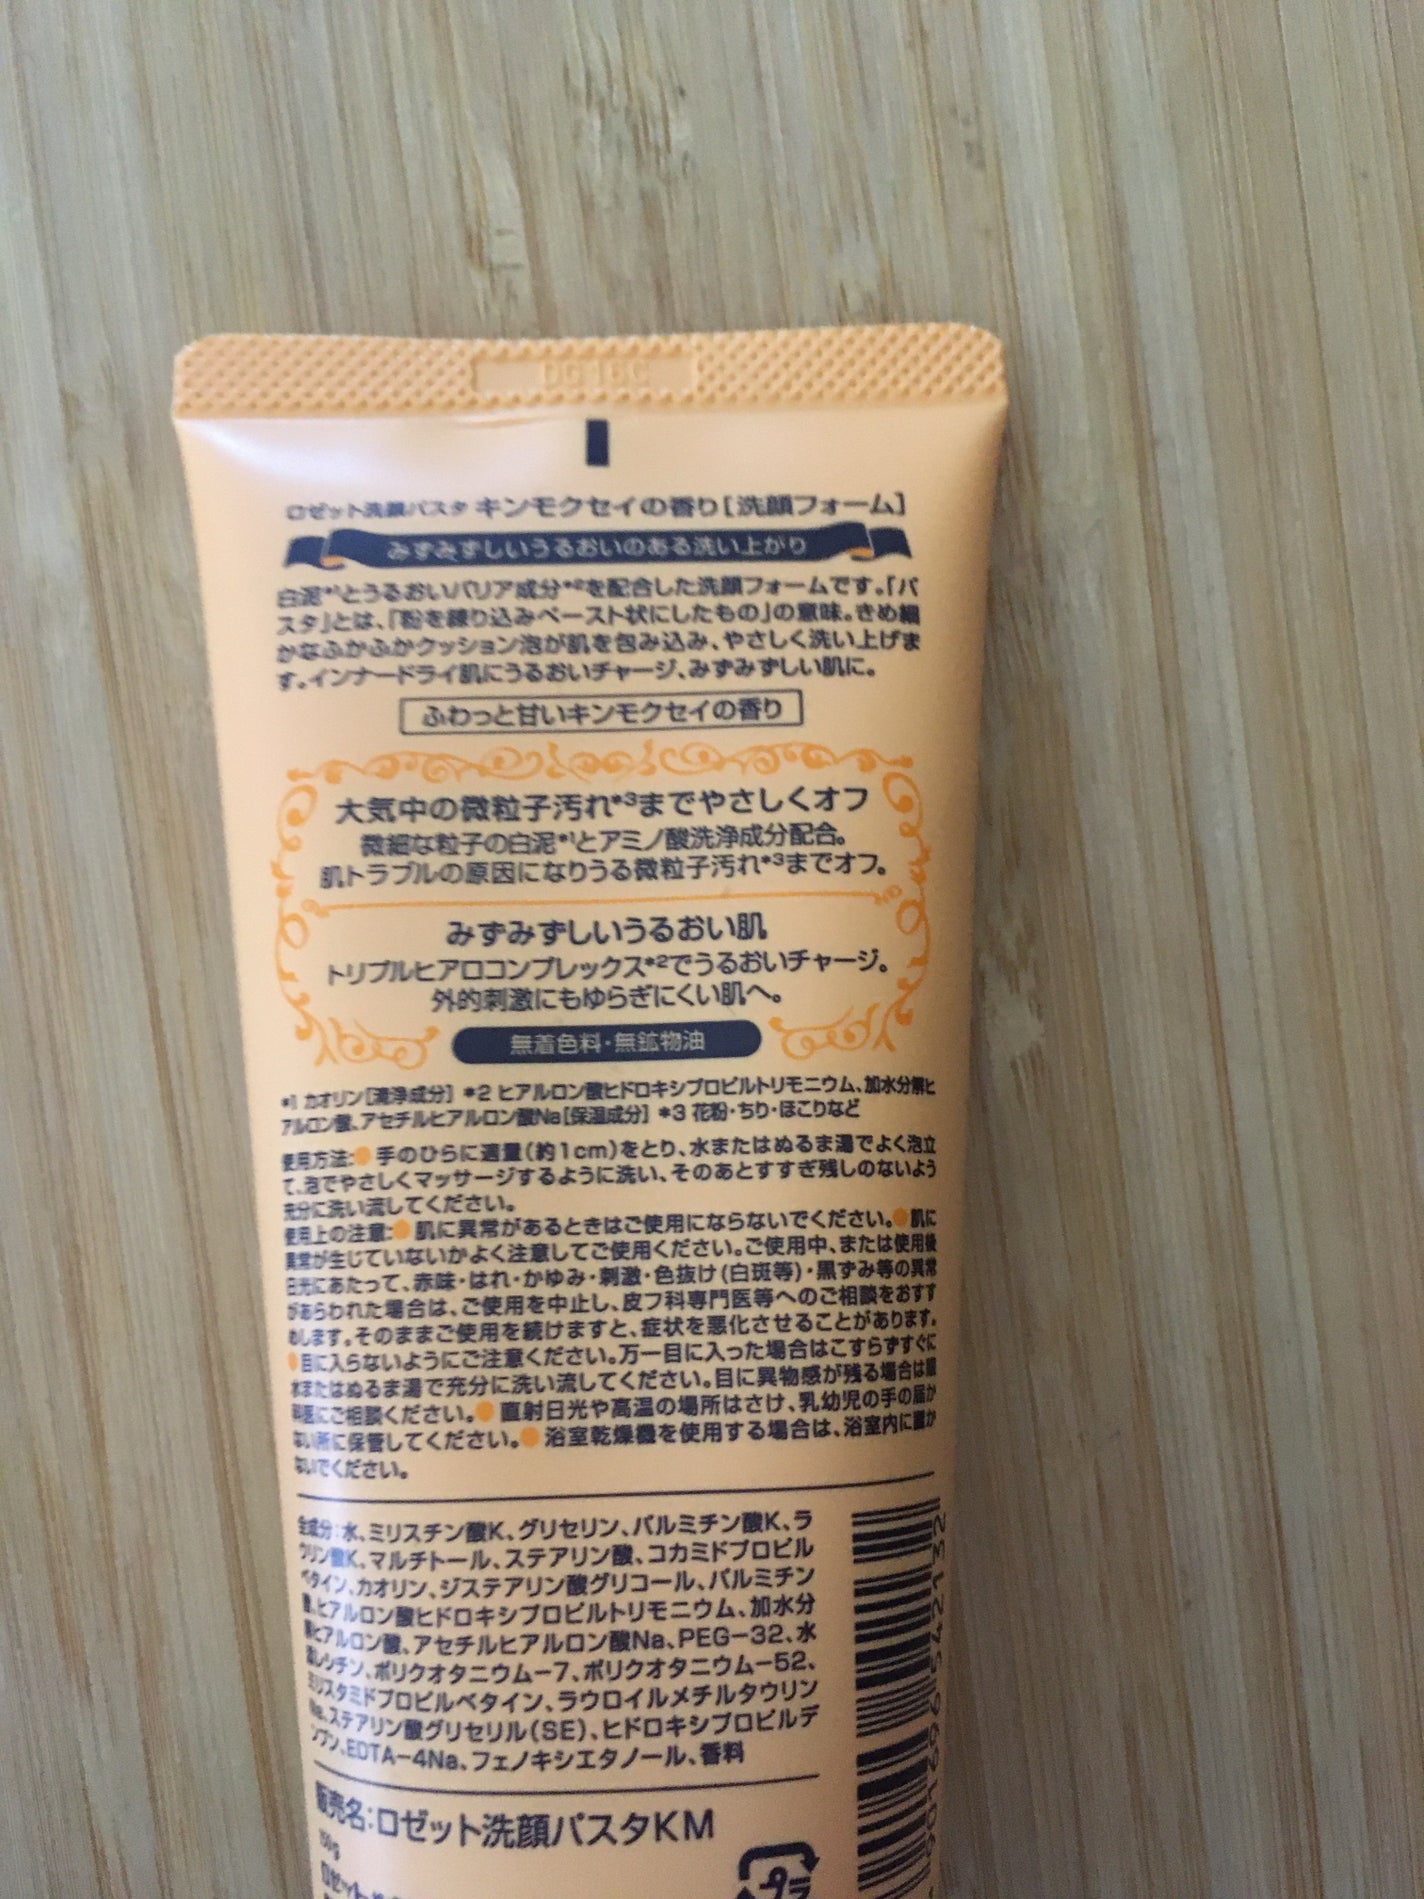 DG16C
ロゼット洗顔パスタ キンモクセイの香り[洗顔フォーム]
みずみずしいうるおいのある洗い上がり
白泥*1とうるおいバリア成分*2を配合した洗顔フォームです。「パ
スタ」とは、「粉を練り込みペースト状にしたもの」の意味。きめ細
かなふかふかクッション泡が肌を包み込み、やさしく洗い上げま
す。インナードライ肌にうるおいチャージ、みずみずしい肌に。
ふわっと甘いキンモクセイの香り
大気中の微粒子汚れ*3までやさしくオフ
微細な粒子の白泥*1とアミノ酸洗浄成分配合。
肌トラブルの原因になりうる微粒子汚れ*3までオフ。
みずみずしいうるおい肌
トリプルヒアロコンプレックス*2でうるおいチャージ。
外的刺激にもゆらぎにくい肌へ。
無着色料・無鉱物油
*1 カオリン[清浄成分] *2 ヒアルロン酸ヒドロキシプロピルトリモニウム、加水分解ヒ
アルロン酸、アセチルヒアルロン酸Na[保湿成分] *3 花粉・ちり・ほこりなど
使用方法:●手のひらに適量(約1cm)をとり、水またはぬるま湯でよく泡立
て、泡でやさしくマッサージするように洗い、そのあとすすぎ残しのないよう
充分に洗い流してください。
使用上の注意:●肌に異常があるときはご使用にならないでください。●肌に
異常が生じていないかよく注意してご使用ください。ご使用中、または使用後
日光にあたって、赤味・はれ・かゆみ・刺激・色抜け(白斑等)・黒ずみ等の異常
があらわれた場合は、ご使用を中止し、皮フ科専門医等へのご相談をおすす
めします。そのままご使用を続けますと、症状を悪化させることがあります。
●目に入らないようにご注意ください。万一目に入った場合はこすらずすぐに
水またはぬるま湯で充分に洗い流してください。目に異物感が残る場合は眼
科医にご相談ください。●直射日光や高温の場所はさけ、乳幼児の手の届か
ない所に保管してください。●浴室乾燥機を使用する場合は、浴室内に置か
ないでください。
全成分:水、ミリスチン酸K、グリセリン、パルミチン酸K、ラ
ウリン酸K、マルチトール、ステアリン酸、コカミドプロピル
ベタイン、カオリン、ジステアリン酸グリコール、パルミチン
酸、ヒアルロン酸ヒドロキシプロピルトリモニウム、加水分
解ヒアルロン酸、アセチルヒアルロン酸Na、PEG-32、水
添レシチン、ポリクオタニウム-7、ポリクオタニウム-52、
ミリスタミドプロピルベタイン、ラウロイルメチルタウリン
Na、ステアリン酸グリセリル(SE)、ヒドロキシプロピルデ
ンプン、EDTA-4Na、フェノキシエタノール、香料
販売名:ロゼット洗顔パスタKM
プラ